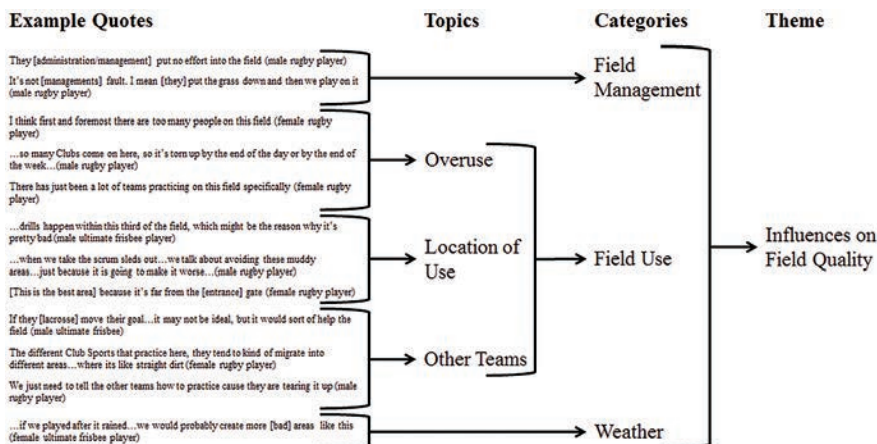 Example Quotes Topics Categories Theme
They [administration/management] put no effort into the field (male rugby player)
It's not [managements] fault. I mean [they] put the grass down and then we play on it
(male rugby player)
Field
Management
I think first and foremost there are too many people on this field (female rugby
player)
…so many Clubs come on here, so it's torn up by the end of the day or by the end of
the week…(male rugby player)
Overuse
There has just been a lot of teams practicing on this field specifically (female rugby
player)
…drills happen within this third of the field, which might be the reason why it's
pretty bad (male ultimate frisbee player)
…when we take the scrum sleds out…we talk about avoiding these muddy
areas…just because it is going to make it worse…(male rugby player)
[This is the best area] because it's far from the [entrance] gate (female rugby player)
Location of
Use
Field Use
Influences on
Field Quality
If they [lacrosse] move their goal…it may not be ideal, but it would sort of help the
field (male ultimate frisbee)
The different Club Sports that practice here, they tend to kind of migrate into
different areas…where its like straight dirt (female rugby player)
Other Teams
We just need to tell the other teams how to practice cause they are tearing it up (male
rugby player)
…if we played after it rained…we would probably create more [bad] areas like this
(female ultimate frisbee player)
Weather